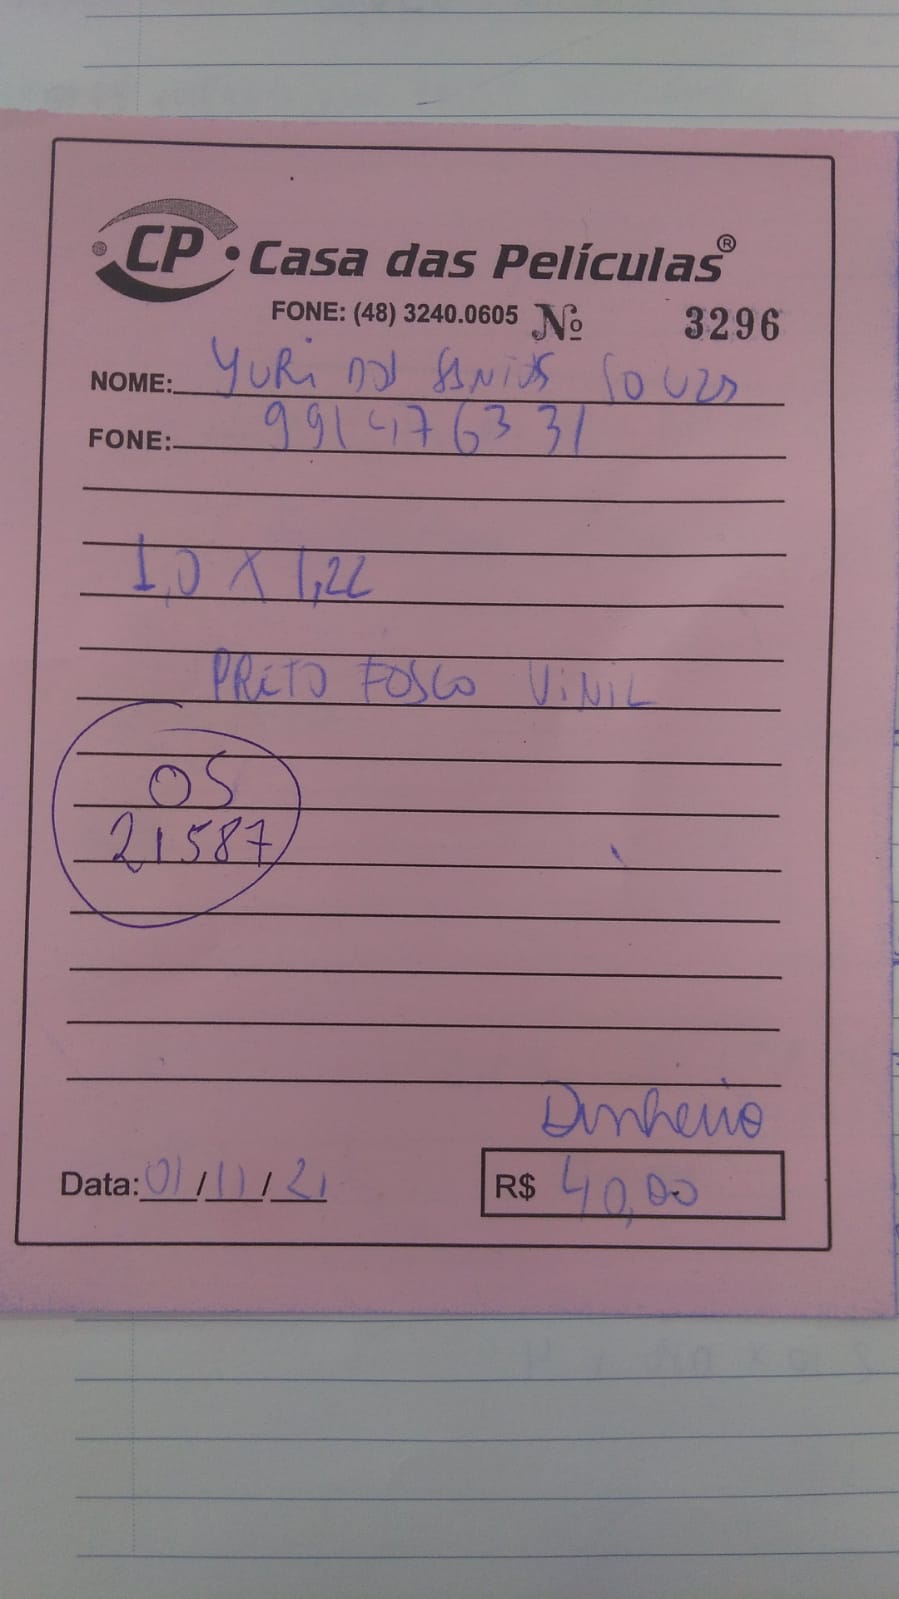 CP Casa das Películas®
FONE: (48) 3240.0605 Nº 3296
NOME: YURi DOS SANTOS SOUZA
FONE: 991476331
1,0 X 1,22
PRETO FOSCO ViNiL
OS
21587
Dinheiro
Data: 01/11/21 R$ 40,00